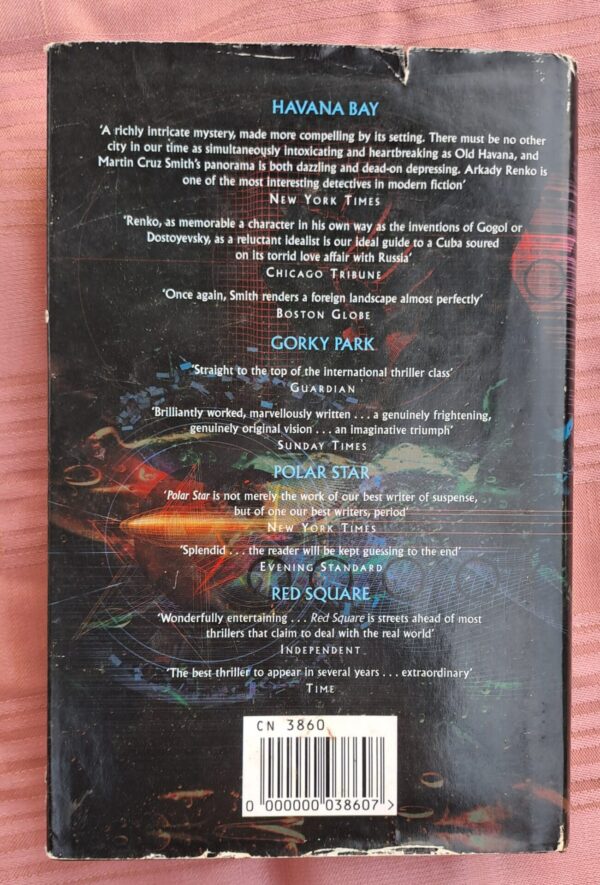 HAVANA BAY
‘A richly intricate mystery, made more compelling by its setting. There must be no other
city in our time as simultaneously intoxicating and heartbreaking as Old Havana, and
Martin Cruz Smith’s panorama is both dazzling and dead-on depressing. Arkady Renko is
one of the most interesting detectives in modern fiction’
NEW YORK TIMES
‘Renko, as memorable a character in his own way as the inventions of Gogol or
Dostoyevsky, as a reluctant idealist is our ideal guide to a Cuba soured
on its torrid love affair with Russia’
CHICAGO TRIBUNE
‘Once again, Smith renders a foreign landscape almost perfectly’
BOSTON GLOBE
GORKY PARK
‘Straight to the top of the international thriller class’
GUARDIAN
‘Brilliantly worked, marvellously written . . . a genuinely frightening,
genuinely original vision . . . an imaginative triumph’
SUNDAY TIMES
POLAR STAR
‘Polar Star is not merely the work of our best writer of suspense,
but of one our best writers, period’
NEW YORK TIMES
‘Splendid . . . the reader will be kept guessing to the end’
EVENING STANDARD
RED SQUARE
‘Wonderfully entertaining . . . Red Square is streets ahead of most
thrillers that claim to deal with the real world’
INDEPENDENT
‘The best thriller to appear in several years . . . extraordinary’
TIME
CN 3860
0 000000 038607 >